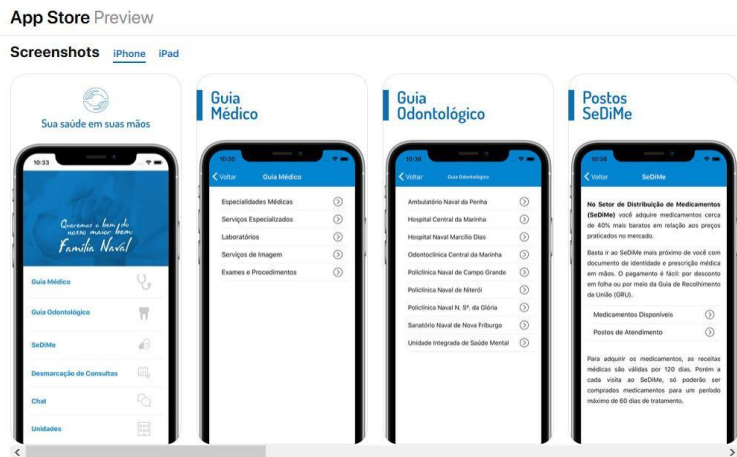 App Store Preview
Screenshots iPhone iPad
Sua saúde em suas mãos
10:33
Queremos o bem do
nosso maior bem:
Família Naval
Guia Médico
Guia Odontológico
SeDiMe
Desmarcação de Consultas
Chat
Unidades
Guia
Médico
10:35
Voltar Guia Médico
Especialidades Médicas
Serviços Especializados
Laboratórios
Serviços de Imagem
Exames e Procedimentos
Guia
Odontológico
10:36
Voltar Guia Odontológico
Ambulatório Naval da Penha
Hospital Central da Marinha
Hospital Naval Marcílio Dias
Odontoclínica Central da Marinha
Policlínica Naval de Campo Grande
Policlínica Naval de Niterói
Policlínica Naval N. Sª. da Glória
Sanatório Naval de Nova Friburgo
Unidade Integrada de Saúde Mental
Postos
SeDiMe
10:36
Voltar SeDiMe
No Setor de Distribuição de Medicamentos
(SeDiMe) você adquire medicamentos cerca
de 40% mais baratos em relação aos preços
praticados no mercado.
Basta ir ao SeDiMe mais próximo de você com
documento de identidade e prescrição médica
em mãos. O pagamento é fácil: por desconto
em folha ou por meio da Guia de Recolhimento
da União (GRU).
Medicamentos Disponíveis
Postos de Atendimento
Para adquirir os medicamentos, as receitas
médicas são válidas por 120 dias. Porém a
cada visita ao SeDiMe, só poderão ser
comprados medicamentos para um período
máximo de 60 dias de tratamento.